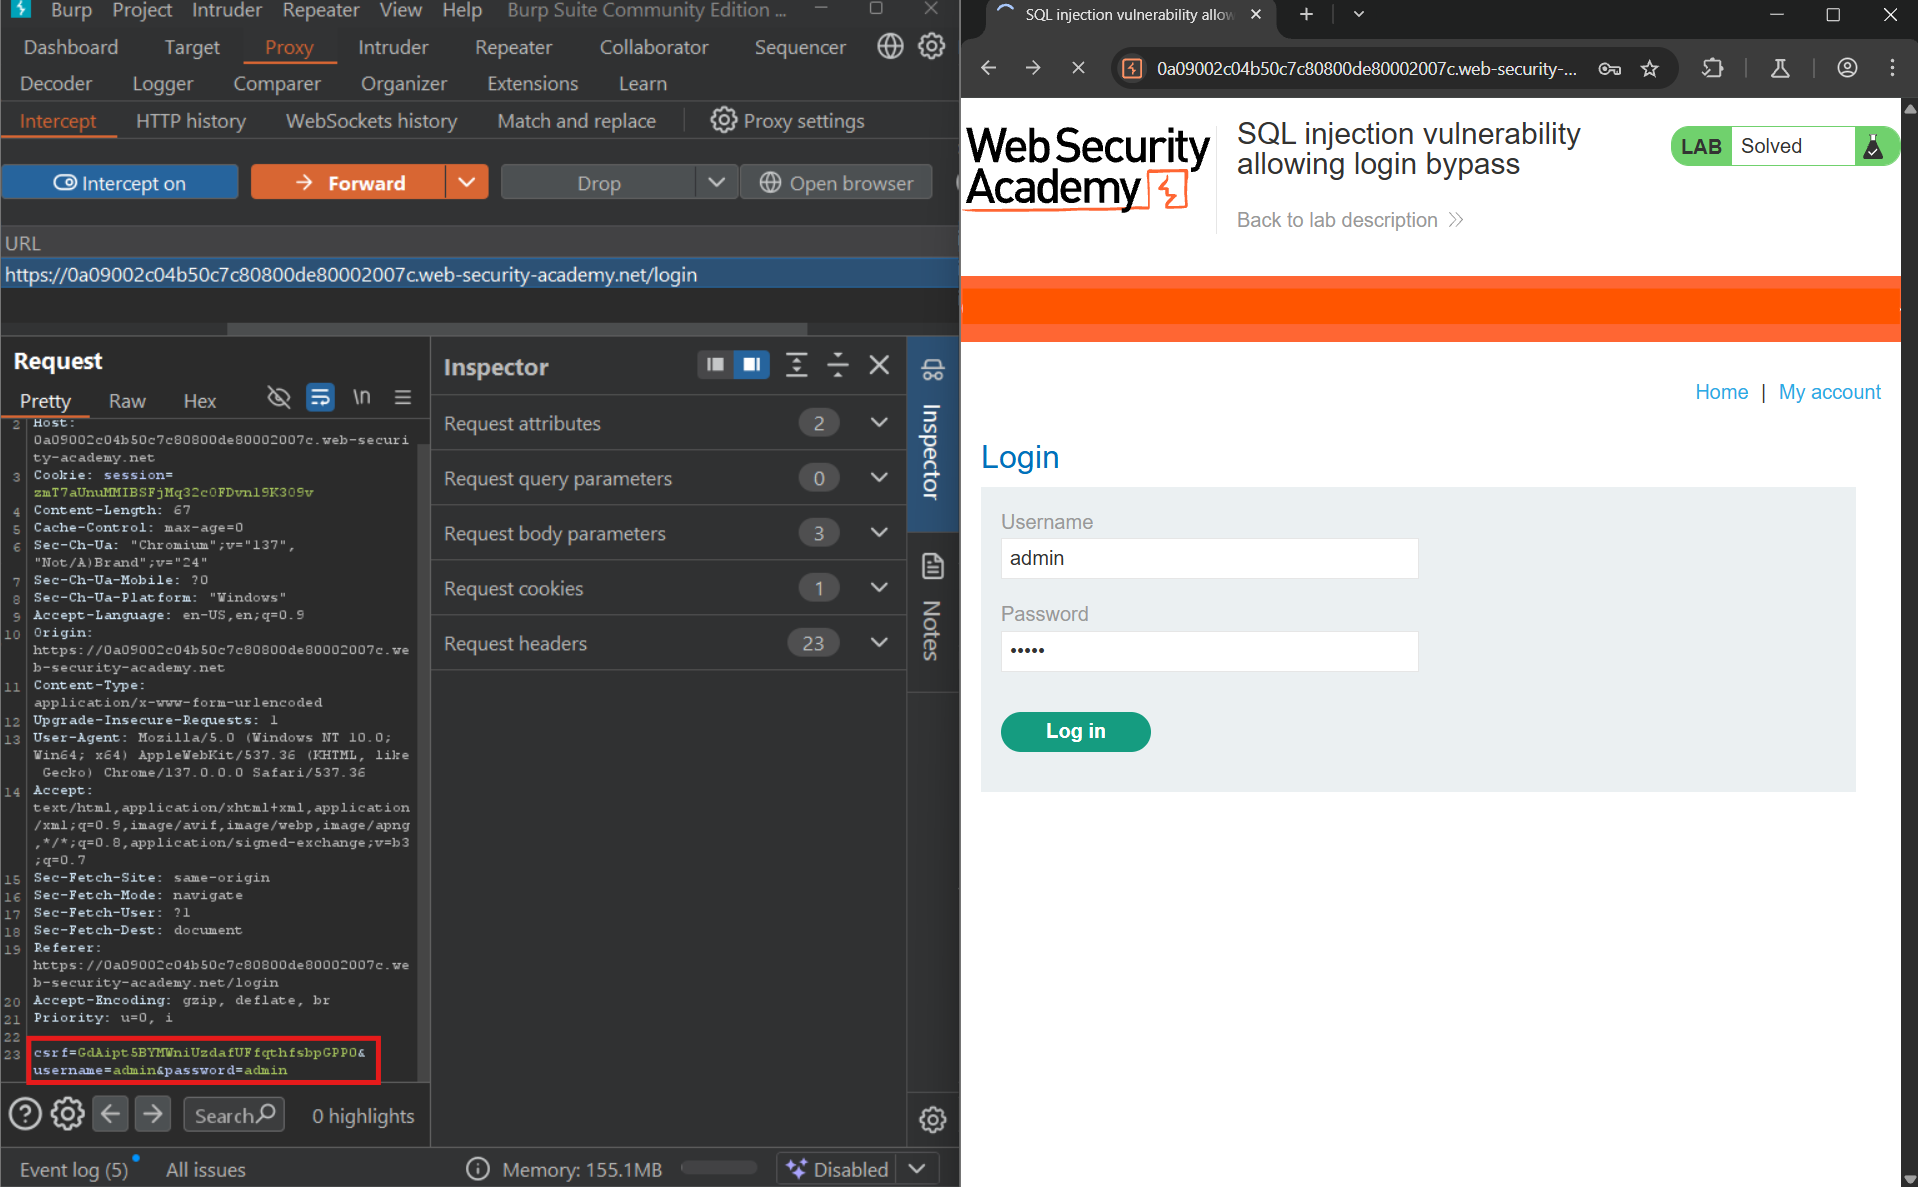 Burp Project Intruder Repeater View Help Burp Suite Community Edition ...
Dashboard Target Proxy Intruder Repeater Collaborator Sequencer
Decoder Logger Comparer Organizer Extensions Learn
Intercept HTTP history WebSockets history Match and replace Proxy settings
Intercept on Forward Drop Open browser
URL
https://0a09002c04b50c7c80800de80002007c.web-security-academy.net/login
Request
Pretty Raw Hex \n
2 Host:
0a09002c04b50c7c80800de80002007c.web-securi
ty-academy.net
3 Cookie: session=
zmT7aUnuMMIBSFjMq32c0FDvnl9K309v
4 Content-Length: 67
5 Cache-Control: max-age=0
6 Sec-Ch-Ua: "Chromium";v="137",
"Not/A)Brand";v="24"
7 Sec-Ch-Ua-Mobile: ?0
8 Sec-Ch-Ua-Platform: "Windows"
9 Accept-Language: en-US,en;q=0.9
10 Origin:
https://0a09002c04b50c7c80800de80002007c.we
b-security-academy.net
11 Content-Type:
application/x-www-form-urlencoded
12 Upgrade-Insecure-Requests: 1
13 User-Agent: Mozilla/5.0 (Windows NT 10.0;
Win64; x64) AppleWebKit/537.36 (KHTML, like
Gecko) Chrome/137.0.0.0 Safari/537.36
14 Accept:
text/html,application/xhtml+xml,application
/xml;q=0.9,image/avif,image/webp,image/apng
,*/*;q=0.8,application/signed-exchange;v=b3
;q=0.7
15 Sec-Fetch-Site: same-origin
16 Sec-Fetch-Mode: navigate
17 Sec-Fetch-User: ?1
18 Sec-Fetch-Dest: document
19 Referer:
https://0a09002c04b50c7c80800de80002007c.we
b-security-academy.net/login
20 Accept-Encoding: gzip, deflate, br
21 Priority: u=0, i
22
23 csrf=GdAipt5BYMWniUzdafUFfqthfsbpGPP0&
username=admin&password=admin
Search 0 highlights
Inspector
Request attributes 2
Request query parameters 0
Request body parameters 3
Request cookies 1
Request headers 23
Inspector
Notes
Event log (5) All issues Memory: 155.1MB Disabled
SQL injection vulnerability allow
0a09002c04b50c7c80800de80002007c.web-security-...
Web Security
Academy
SQL injection vulnerability
allowing login bypass
Back to lab description
LAB Solved
Home | My account
Login
Username
admin
Password
•••••
Log in